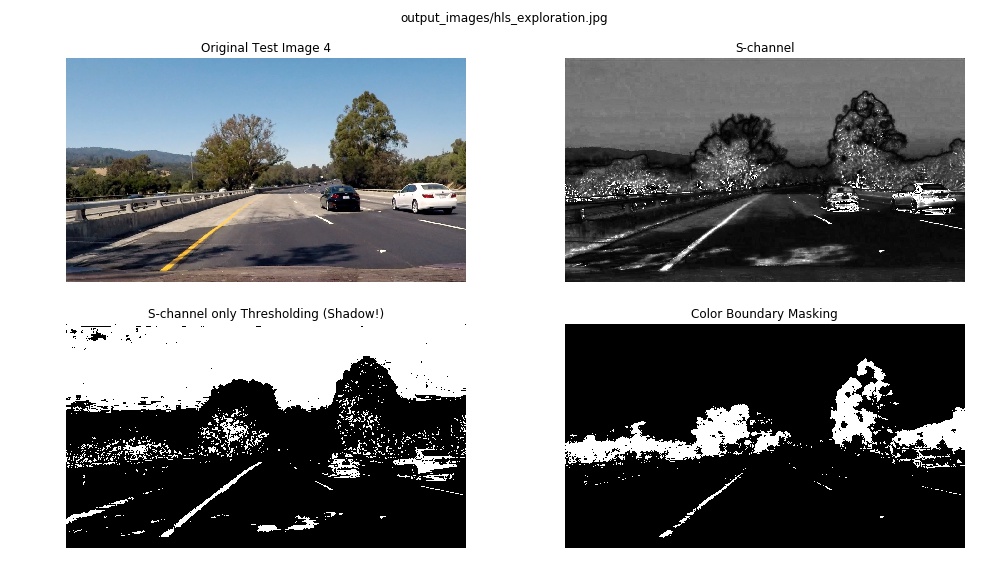 output_images/hls_exploration.jpg
Original Test Image 4
S-channel
S-channel only Thresholding (Shadow!)
Color Boundary Masking